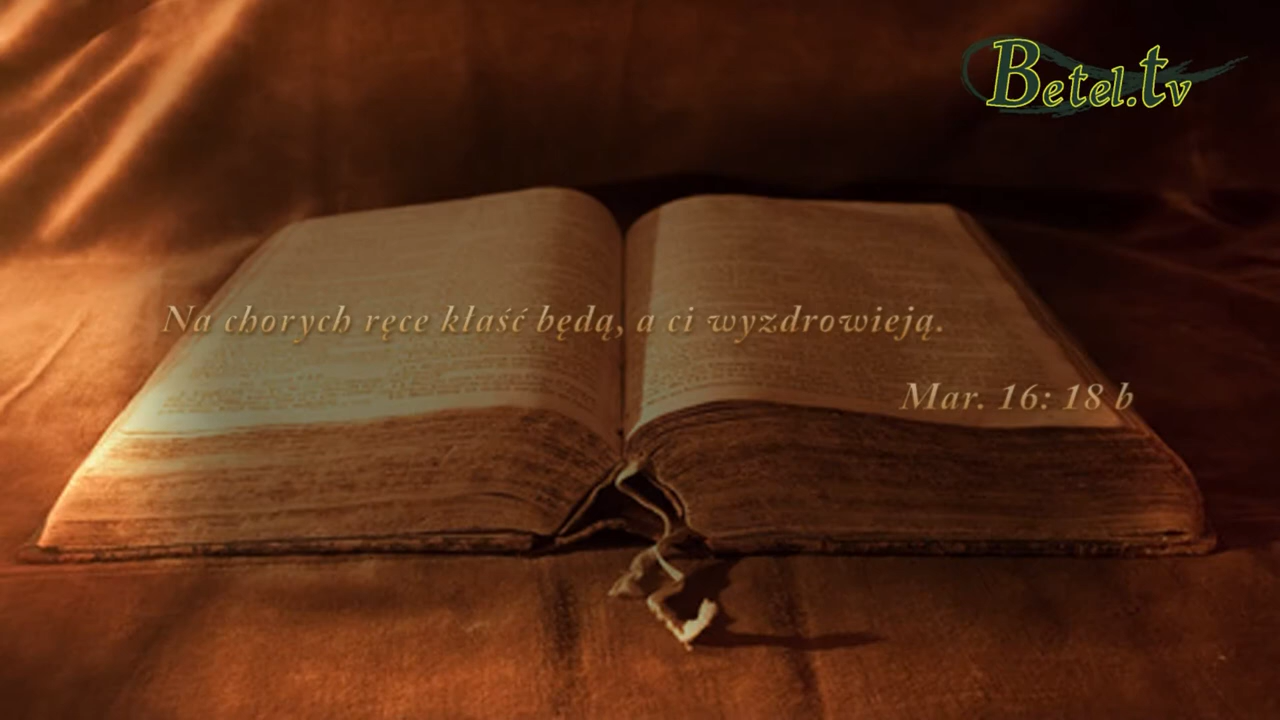 Betel.tv
Na chorych ręce kłaść będą, a ci wyzdrowieją.
Mar. 16: 18 b